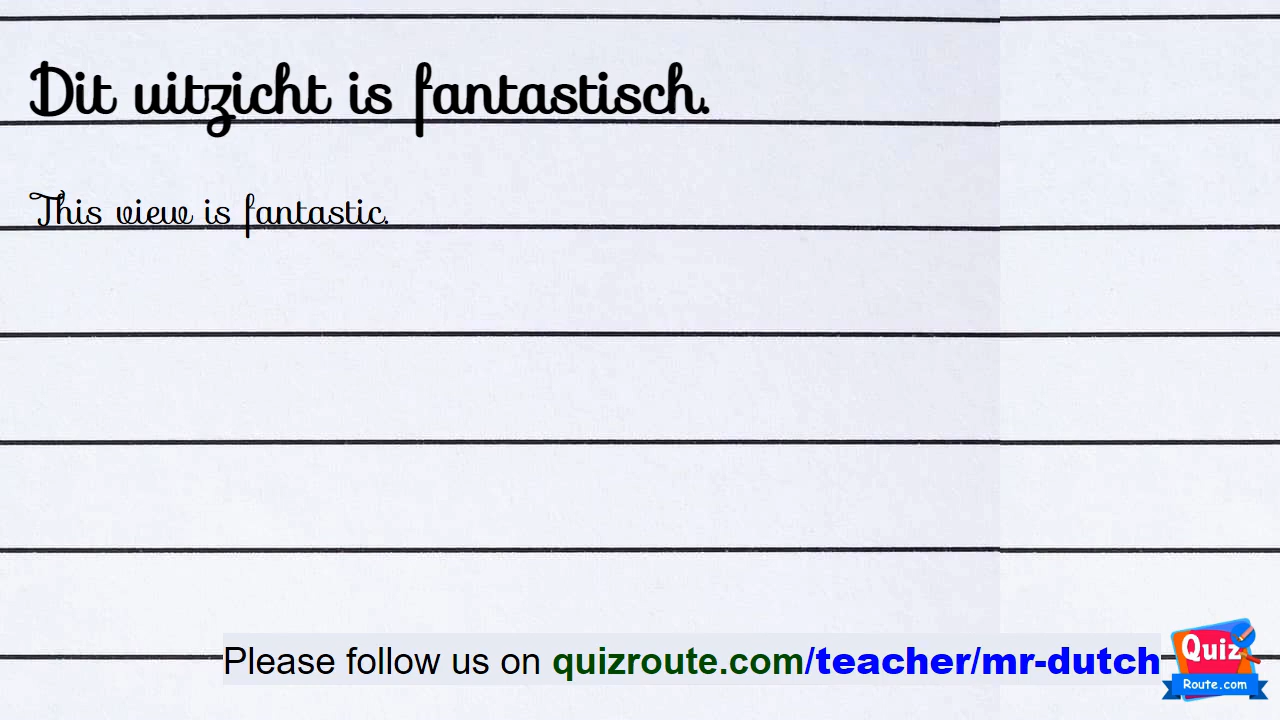 Dit uitzicht is fantastisch.
This view is fantastic.
Please follow us on quizroute.com/teacher/mr-dutch
Quiz
Route.com